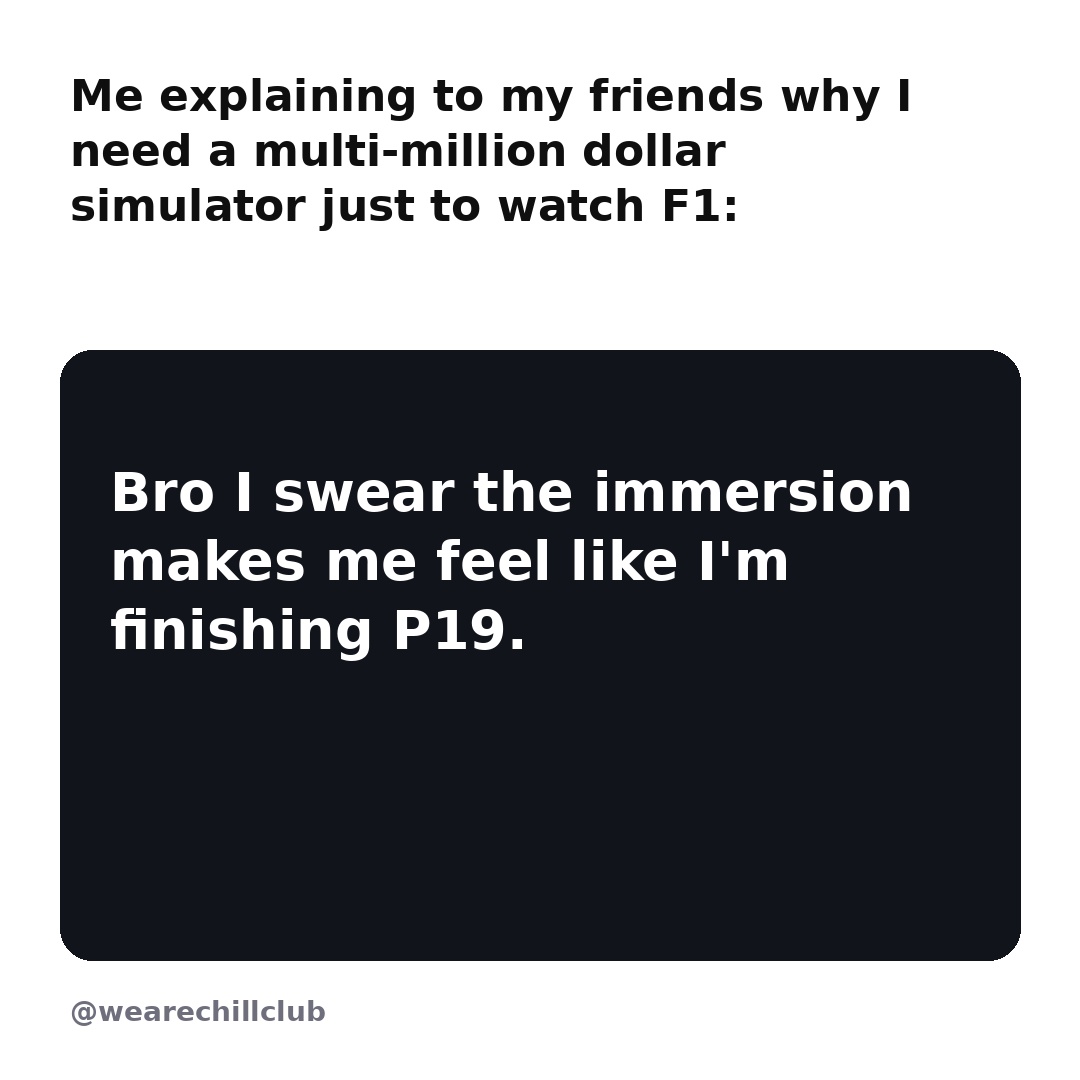 Me explaining to my friends why I
need a multi-million dollar
simulator just to watch F1:
Bro I swear the immersion
makes me feel like I'm
finishing P19.
@wearechillclub